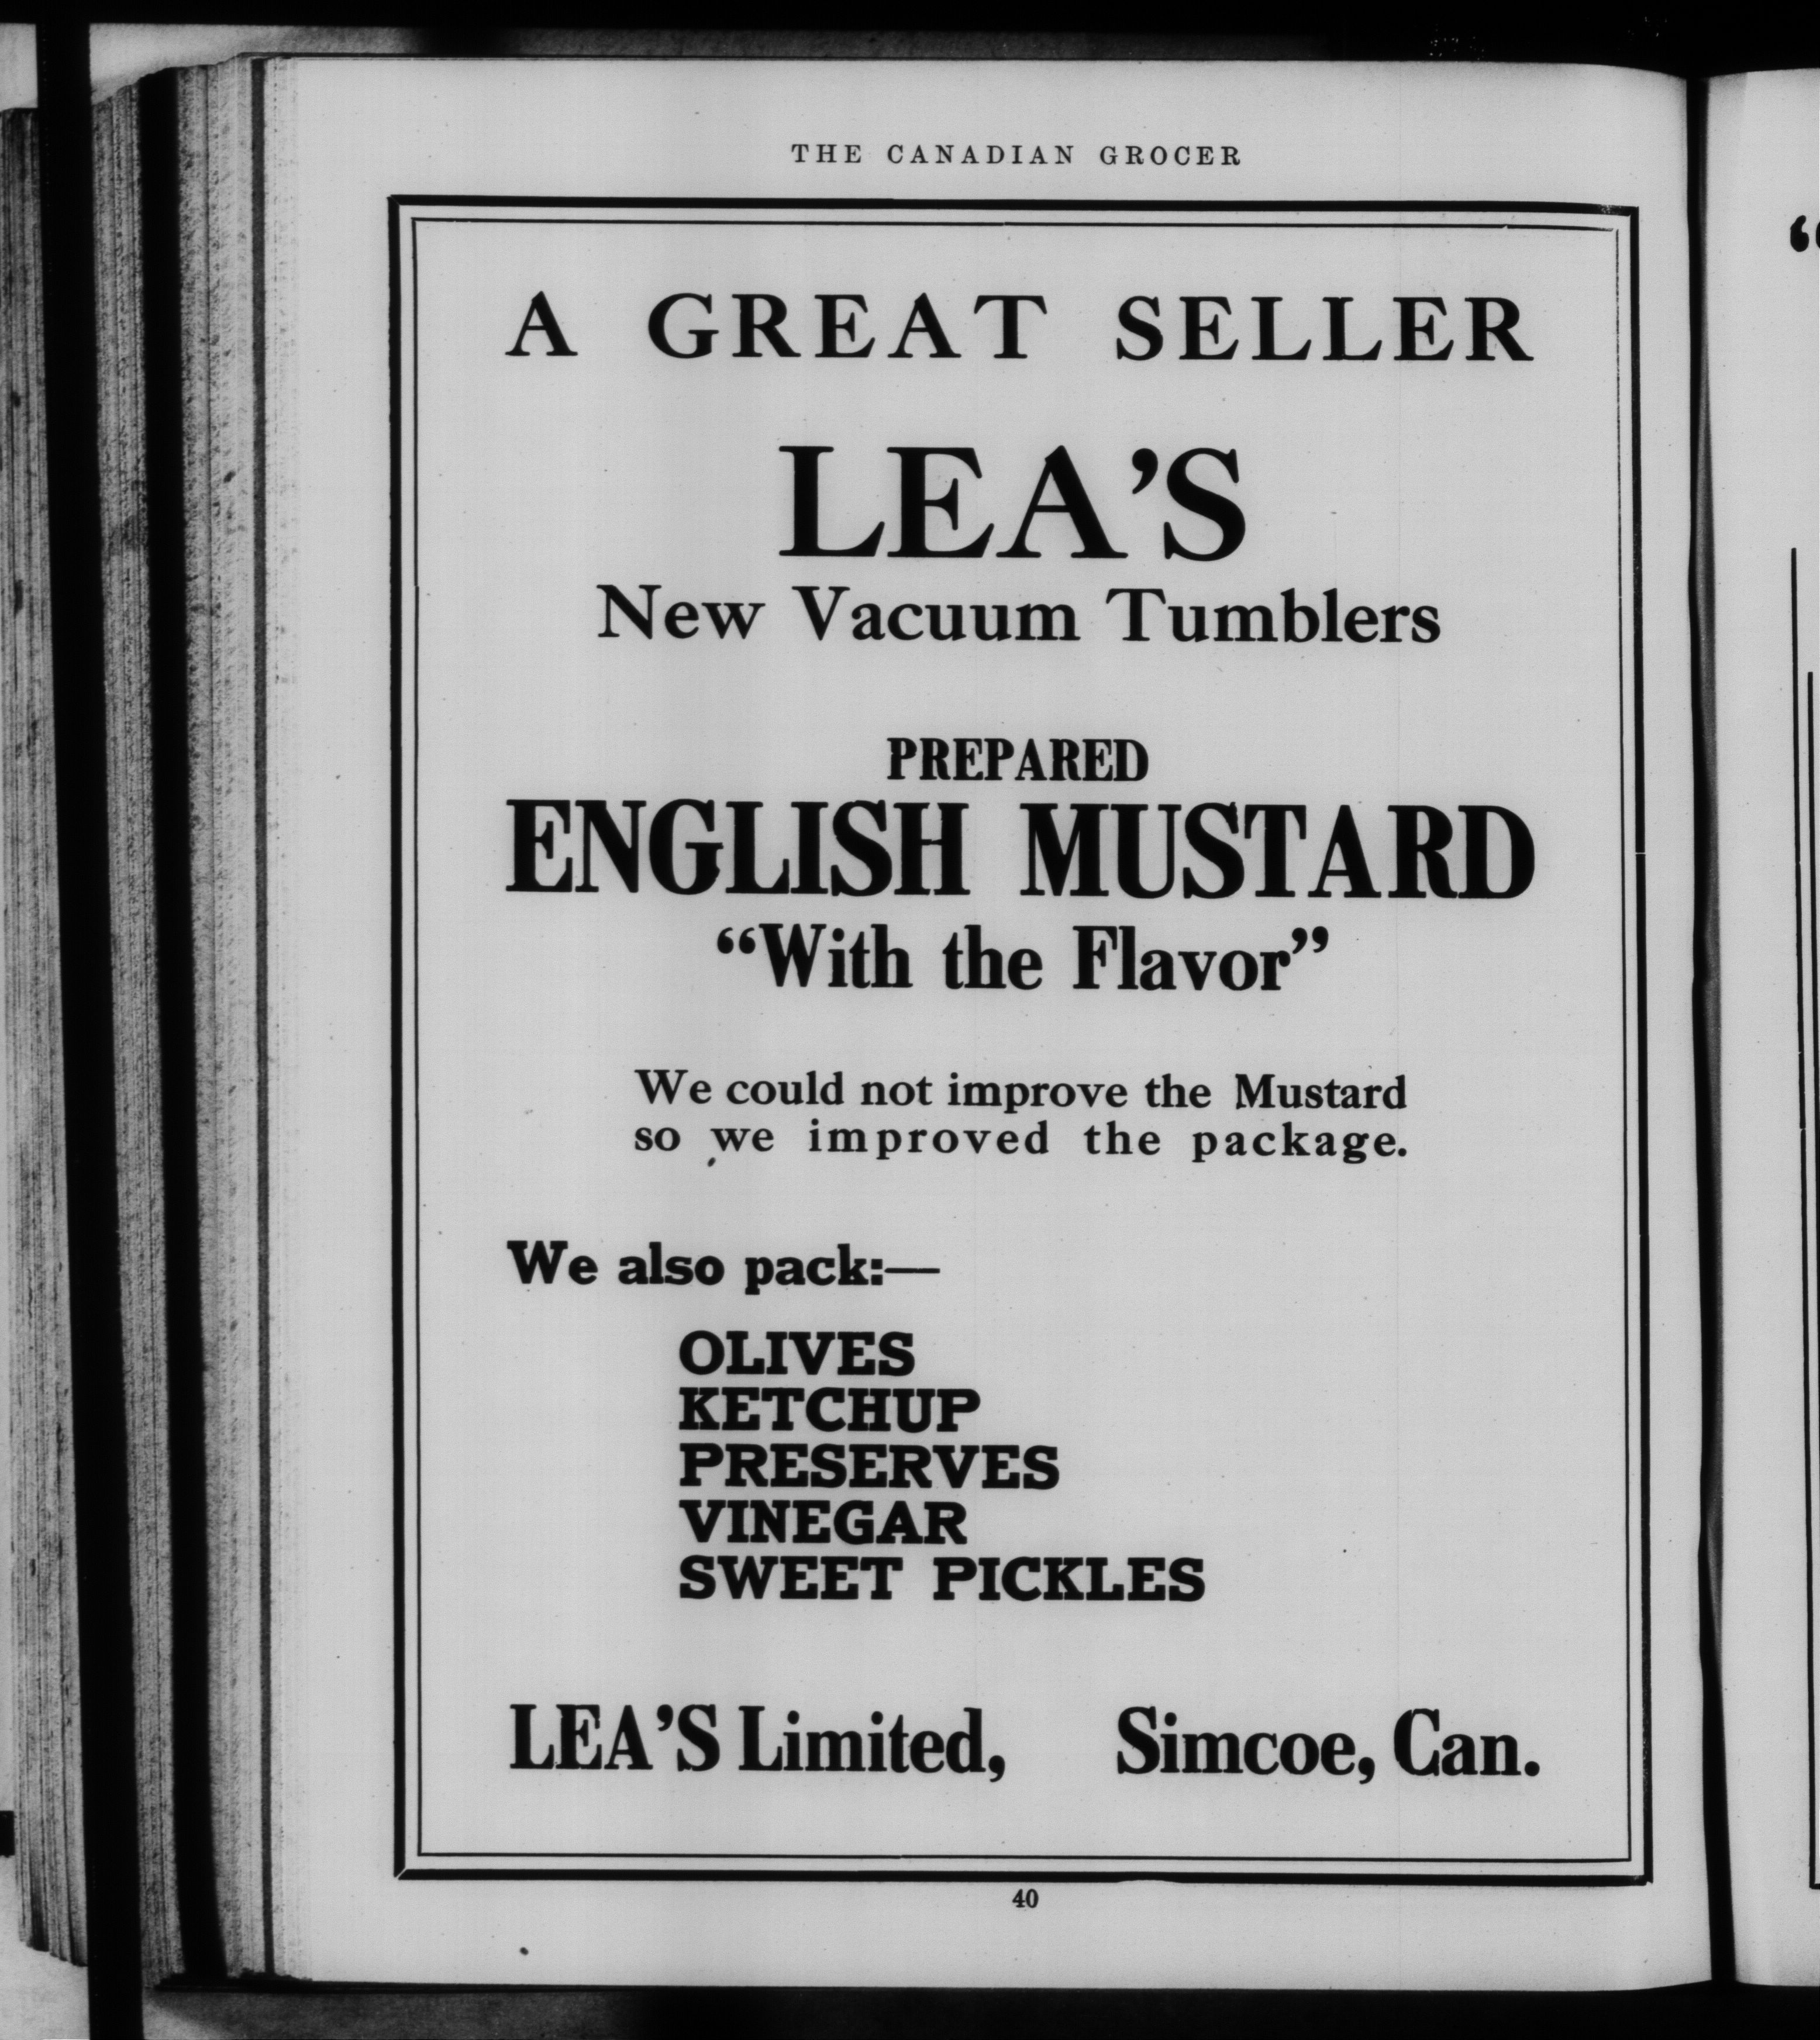 THE CANADIAN GROCER
A GREAT SELLER
LEA'S
New Vacuum Tumblers
PREPARED
ENGLISH MUSTARD
“With the Flavor”
We could not improve the Mustard
so we improved the package.
We also pack:—
OLIVES
KETCHUP
PRESERVES
VINEGAR
SWEET PICKLES
LEA'S Limited, Simcoe, Can.
40